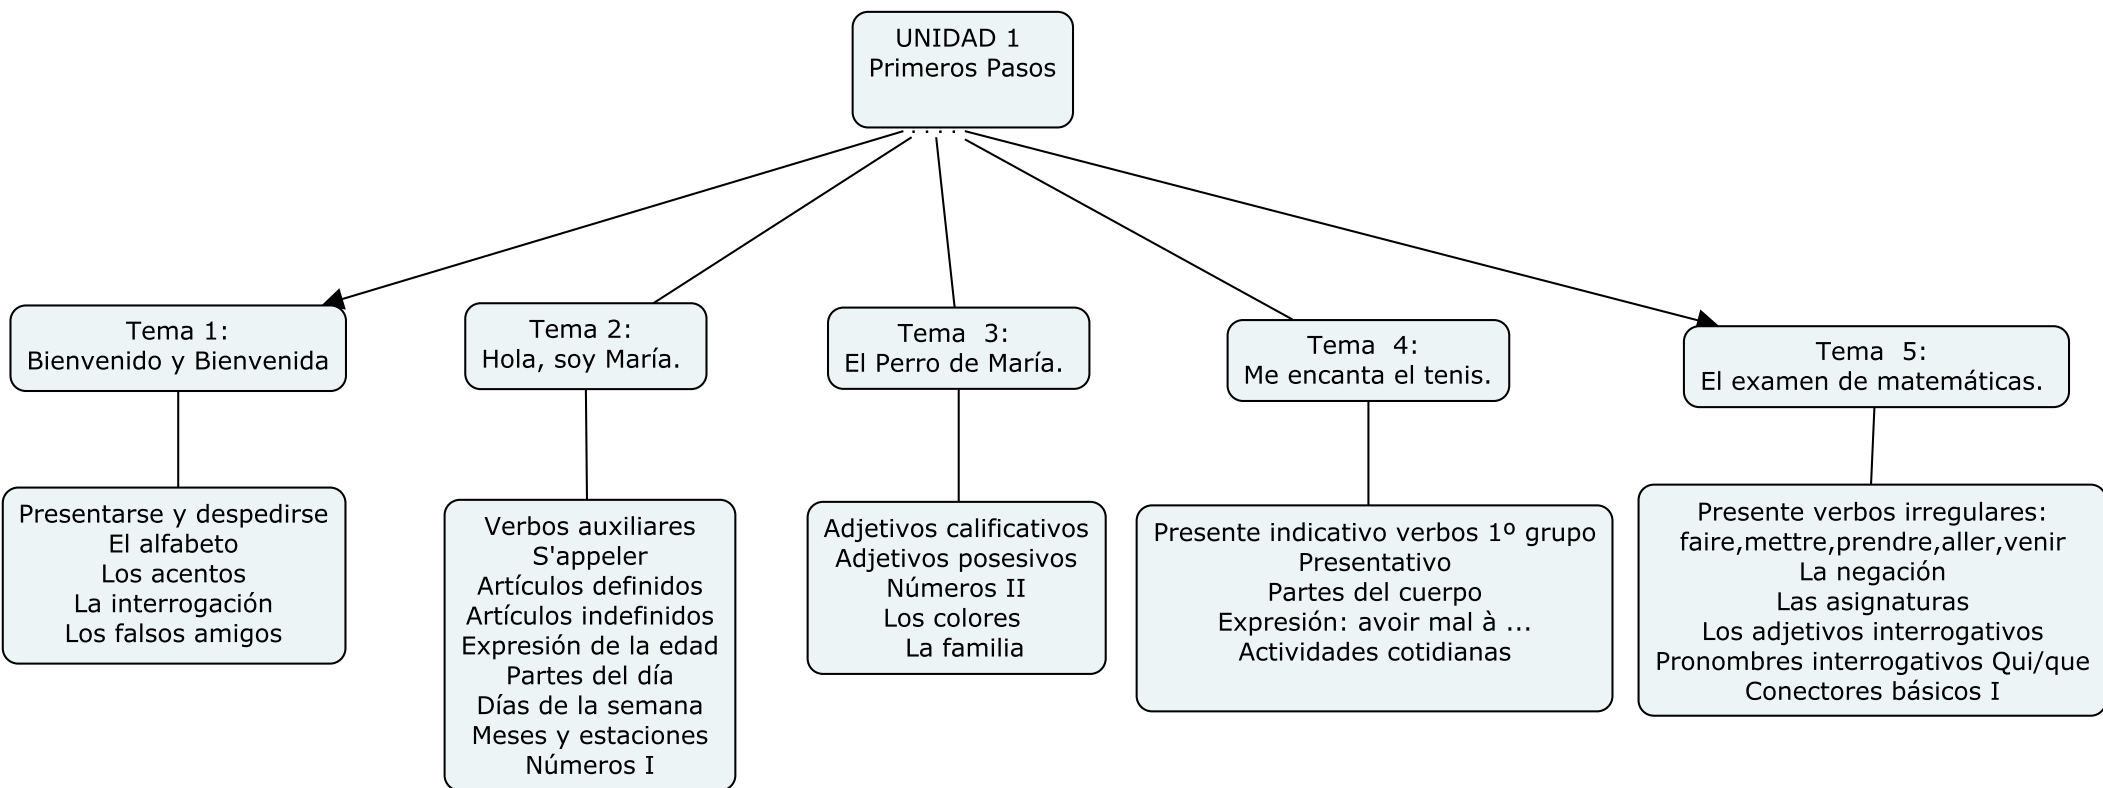 UNIDAD 1
Primeros Pasos
. . . .
Tema 1:
Bienvenido y Bienvenida
Tema 2:
Hola, soy María.
Tema  3:
El Perro de María.
Tema  4:
Me encanta el tenis.
Tema  5:
El examen de matemáticas.
Presentarse y despedirse
El alfabeto
Los acentos
La interrogación
Los falsos amigos
Verbos auxiliares
S'appeler
Artículos definidos
Artículos indefinidos
Expresión de la edad
Partes del día
Días de la semana
Meses y estaciones
Números I
Adjetivos calificativos
Adjetivos posesivos
Números II
Los colores
La familia
Presente indicativo verbos 1º grupo
Presentativo
Partes del cuerpo
Expresión: avoir mal à ...
Actividades cotidianas
Presente verbos irregulares:
faire,mettre,prendre,aller,venir
La negación
Las asignaturas
Los adjetivos interrogativos
Pronombres interrogativos Qui/que
Conectores básicos I